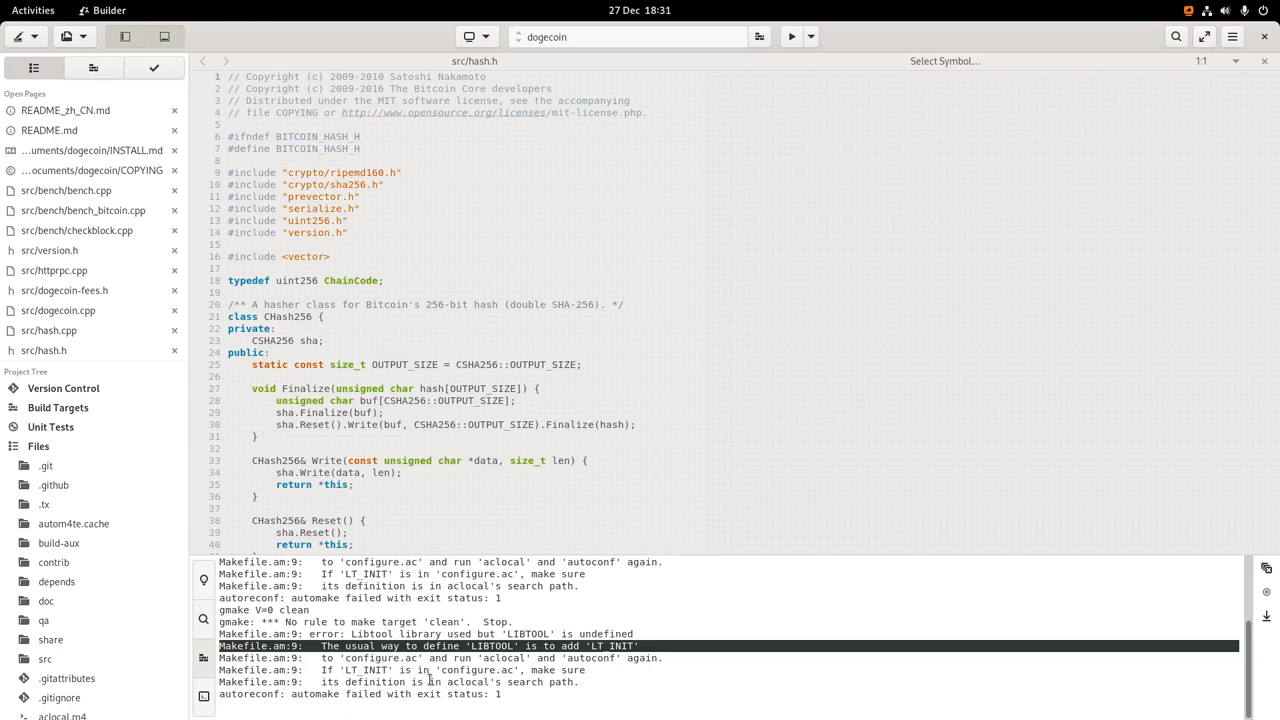 Activities
Builder
27 Dec 18:31
dogecoin
src/hash.h
Select Symbol...
1:1
Open Pages
README_zh_CN.md
README.md
...uments/dogecoin/INSTALL.md
...ocuments/dogecoin/COPYING
src/bench/bench.cpp
src/bench/bench_bitcoin.cpp
src/bench/checkblock.cpp
h src/version.h
src/httprpc.cpp
h src/dogecoin-fees.h
src/dogecoin.cpp
src/hash.cpp
h src/hash.h
Project Tree
Version Control
Build Targets
Unit Tests
Files
.git
.github
.tx
autom4te.cache
build-aux
contrib
depends
doc
qa
share
src
.gitattributes
.gitignore
aclocal.m4
1 // Copyright (c) 2009-2010 Satoshi Nakamoto
2 // Copyright (c) 2009-2016 The Bitcoin Core developers
3 // Distributed under the MIT software license, see the accompanying
4 // file COPYING or http://www.opensource.org/licenses/mit-license.php.
5
6 #ifndef BITCOIN_HASH_H
7 #define BITCOIN_HASH_H
8
9 #include "crypto/ripemd160.h"
10 #include "crypto/sha256.h"
11 #include "prevector.h"
12 #include "serialize.h"
13 #include "uint256.h"
14 #include "version.h"
15
16 #include <vector>
17
18 typedef uint256 ChainCode;
19
20 /** A hasher class for Bitcoin's 256-bit hash (double SHA-256). */
21 class CHash256 {
22 private:
23 CSHA256 sha;
24 public:
25 static const size_t OUTPUT_SIZE = CSHA256::OUTPUT_SIZE;
26
27 void Finalize(unsigned char hash[OUTPUT_SIZE]) {
28 unsigned char buf[CSHA256::OUTPUT_SIZE];
29 sha.Finalize(buf);
30 sha.Reset().Write(buf, CSHA256::OUTPUT_SIZE).Finalize(hash);
31 }
32
33 CHash256& Write(const unsigned char *data, size_t len) {
34 sha.Write(data, len);
35 return *this;
36 }
37
38 CHash256& Reset() {
39 sha.Reset();
40 return *this;
Makefile.am:9: to 'configure.ac' and run 'aclocal' and 'autoconf' again.
Makefile.am:9: If 'LT_INIT' is in 'configure.ac', make sure
Makefile.am:9: its definition is in aclocal's search path.
autoreconf: automake failed with exit status: 1
gmake V=0 clean
gmake: *** No rule to make target 'clean'.  Stop.
Makefile.am:9: error: Libtool library used but 'LIBTOOL' is undefined
Makefile.am:9: The usual way to define 'LIBTOOL' is to add 'LT_INIT'
Makefile.am:9: to 'configure.ac' and run 'aclocal' and 'autoconf' again.
Makefile.am:9: If 'LT_INIT' is in 'configure.ac', make sure
Makefile.am:9: its definition is in aclocal's search path.
autoreconf: automake failed with exit status: 1